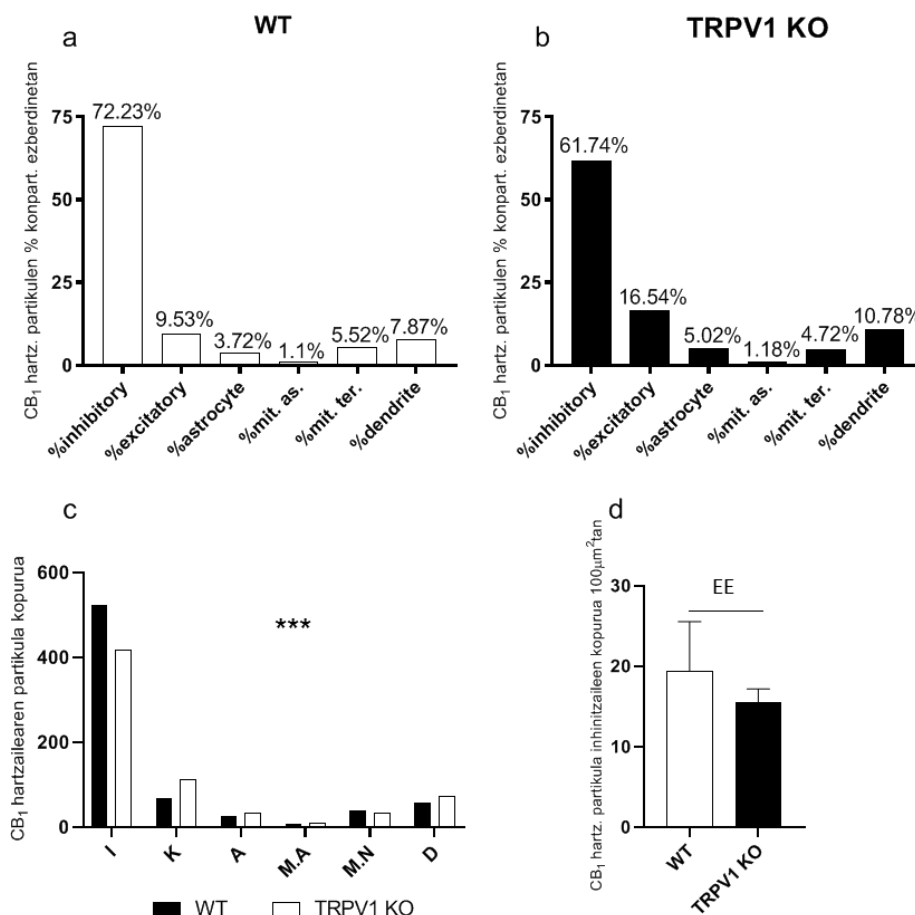 a
WT
b
TRPV1 KO
CB₁ hartz. partikulen % konpart. ezberdinetan
75
50
25
0
72.23%
9.53%
3.72%
1.1%
5.52%
7.87%
%inhibitory
%excitatory
%astrocyte
%mit. as.
%mit. ter.
%dendrite
CB₁ hartz. partikulen % konpart. ezberdinetan
75
50
25
0
61.74%
16.54%
5.02%
1.18%
4.72%
10.78%
%inhibitory
%excitatory
%astrocyte
%mit. as.
%mit. ter.
%dendrite
c
CB₁ hartzailearen partikula kopurua
600
400
200
0
***
I
K
A
M.A
M.N
D
WT
TRPV1 KO
d
CB₁ hartz. partikula inhinitzaileen kopurua 100µm²tan
30
20
10
0
EE
WT
TRPV1 KO